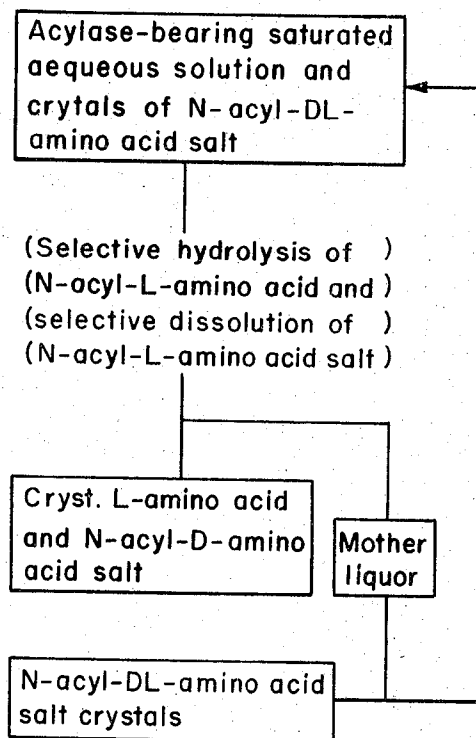 Acylase-bearing saturated
aequeous solution and
crytals of N-acyl-DL-
amino acid salt
(Selective hydrolysis of )
(N-acyl-L-amino acid and )
(selective dissolution of )
(N-acyl-L-amino acid salt )
Cryst. L-amino acid
and N-acyl-D-amino
acid salt
Mother
liquor
N-acyl-DL-amino acid
salt crystals